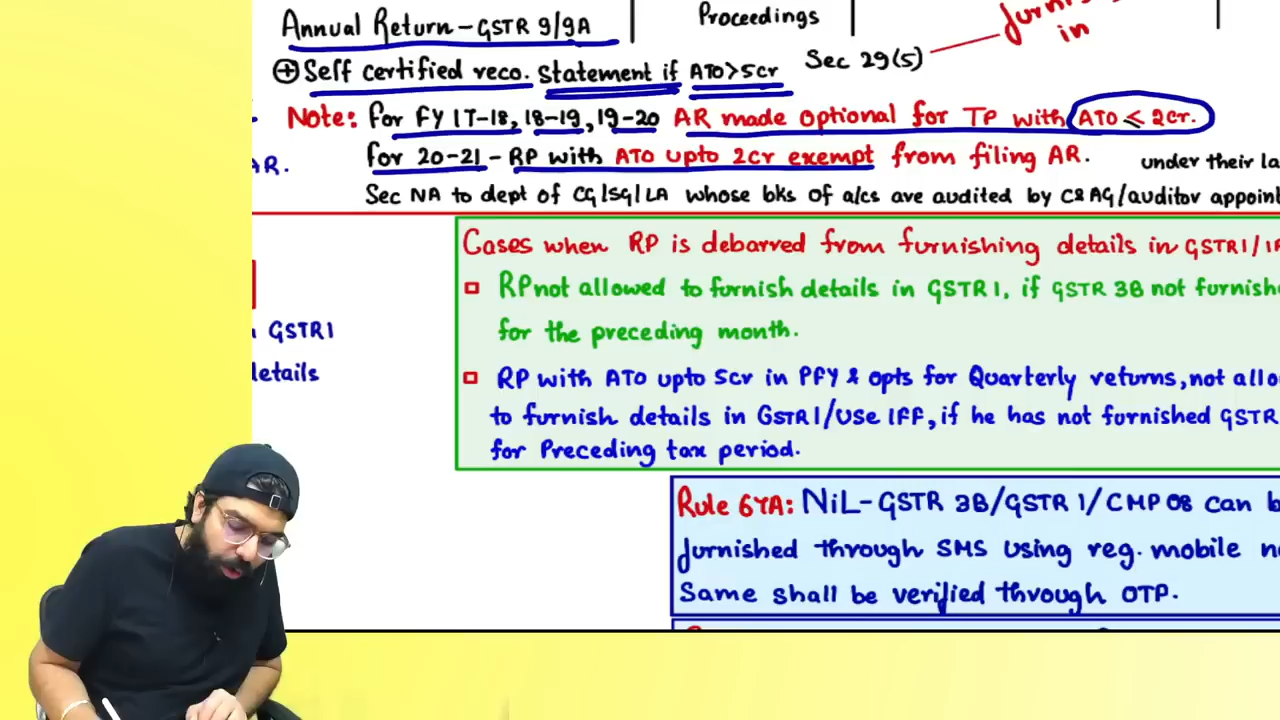 Annual Return - GSTR 9/9A
Proceedings
in
⊕ Self certified reco. Statement if ATO>5cr
Sec 29(5)
Note: for FY 17-18, 18-19, 19-20 AR made optional for TP with ATO ≤ 2cr.
AR.
for 20-21 - RP with ATO upto 2cr exempt from filing AR.
under their la
Sec NA to dept of CG/SG/LA whose bks of a/cs are audited by C&AG/auditor appoint
Cases when RP is debarred from furnishing details in GSTR1/
RP not allowed to furnish details in GSTR1, if GSTR 3B not furnish
for the preceding month.
GSTR1
details
RP with ATO upto 5cr in PFY & opts for Quarterly returns, not allo
to furnish details in GSTR1/USE IFF, if he has not furnished GSTR
for Preceding tax period.
Rule 67A: NiL-GSTR 3B/GSTR 1/CMP 08 can b
furnished through SMS using reg. mobile n
Same shall be verified through OTP.